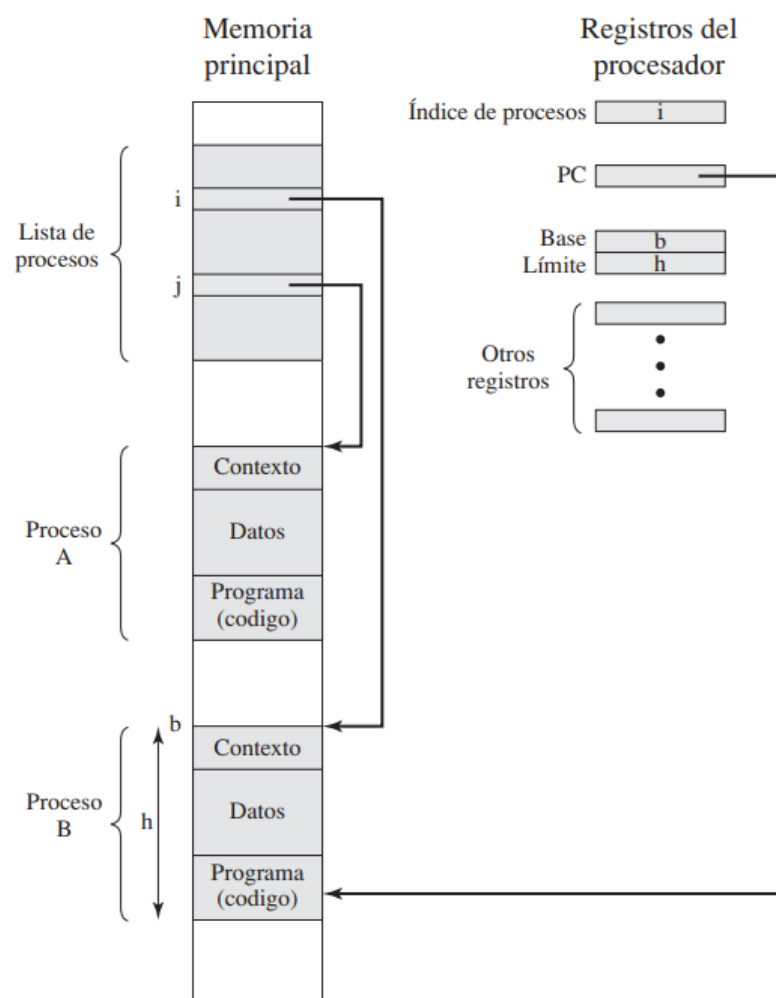 Memoria
principal
Registros del
procesador
Índice de procesos
i
PC
Base
b
Límite
h
Otros
registros
Lista de
procesos
i
j
Proceso
A
Contexto
Datos
Programa
(codigo)
b
Proceso
B
h
Contexto
Datos
Programa
(codigo)